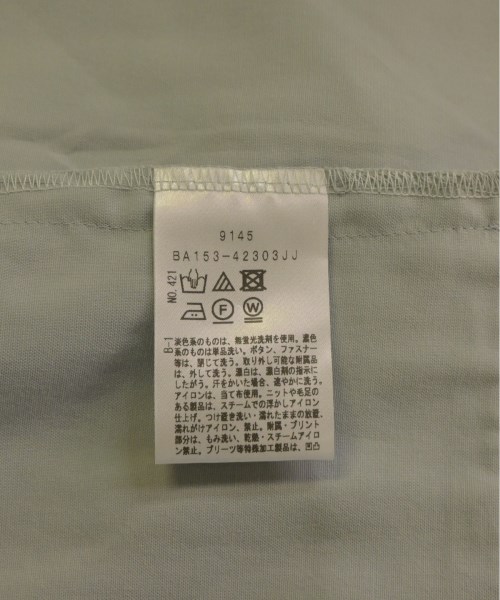 9145
BA153-42303JJ
NO.421
B-1
淡色系のものは、無蛍光洗剤を使用。濃色
系のものは単品洗い。ボタン、ファスナー
等は、閉じて洗う。取り外し可能な附属品
は、外して洗う。漂白は、漂白剤の指示に
したがう。汗をかいた場合、速やかに洗う。
アイロンは、当て布使用。ニットや毛足の
ある製品は、スチームでの浮かしアイロン
仕上げ。つけ置き洗い・濡れたままの放置、
濡れがけアイロン、禁止。附属・プリント
部分は、もみ洗い、乾燥・スチームアイロ
ン禁止。プリーツ等特殊加工製品は、凹凸